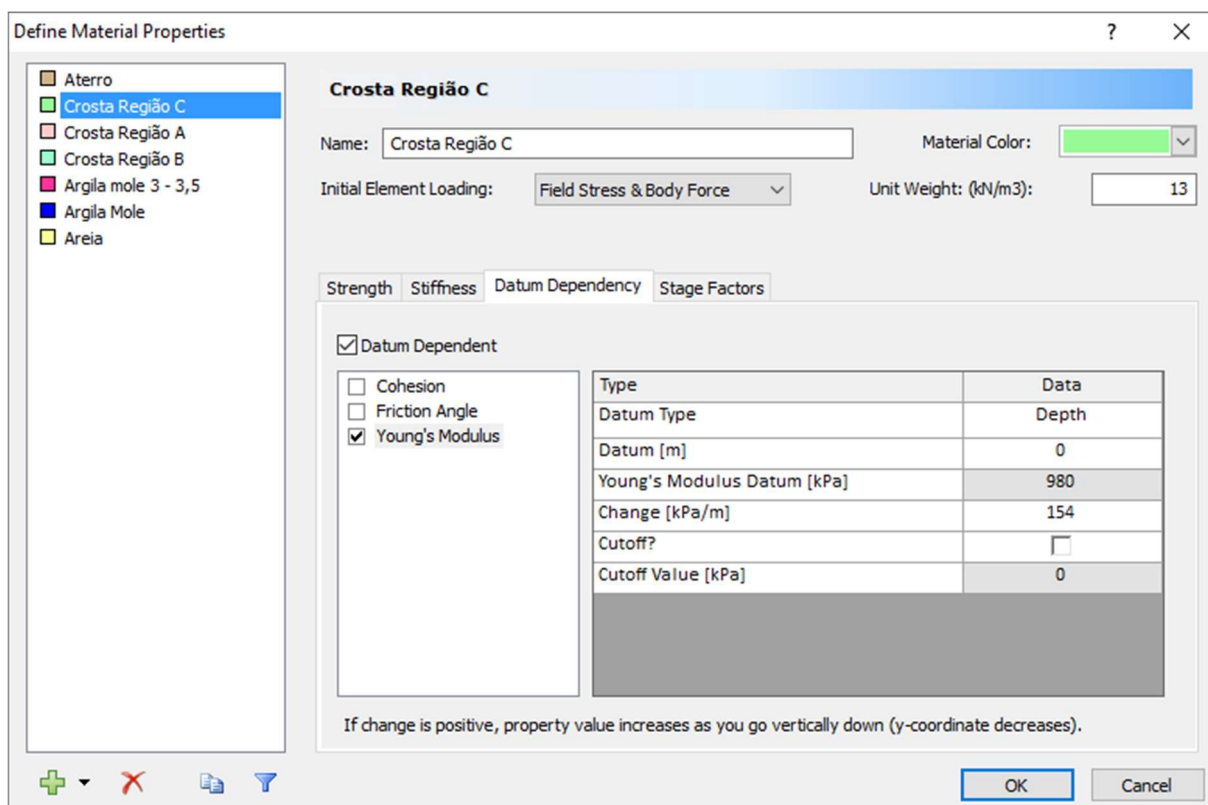 Define Material Properties
?
Aterro
Crosta Região C
Crosta Região A
Crosta Região B
Argila mole 3 - 3,5
Argila Mole
Areia
Crosta Região C
Name: Crosta Região C Material Color:
Initial Element Loading: Field Stress & Body Force Unit Weight: (kN/m3): 13
Strength Stiffness Datum Dependency Stage Factors
Datum Dependent
Cohesion
Friction Angle
Young's Modulus
Type Data
Datum Type Depth
Datum [m] 0
Young's Modulus Datum [kPa] 980
Change [kPa/m] 154
Cutoff?
Cutoff Value [kPa] 0
If change is positive, property value increases as you go vertically down (y-coordinate decreases).
OK Cancel